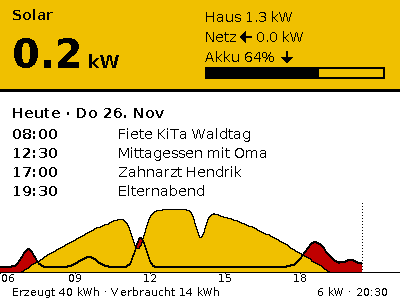 Solar
0.2 kW
Haus 1.3 kW
Netz 0.0 kW
Akku 64%
Heute · Do 26. Nov
08:00 Fiete KiTa Waldtag
12:30 Mittagessen mit Oma
17:00 Zahnarzt Hendrik
19:30 Elternabend
06 09 12 15 18
Erzeugt 40 kWh · Verbraucht 14 kWh 6 kW · 20:30